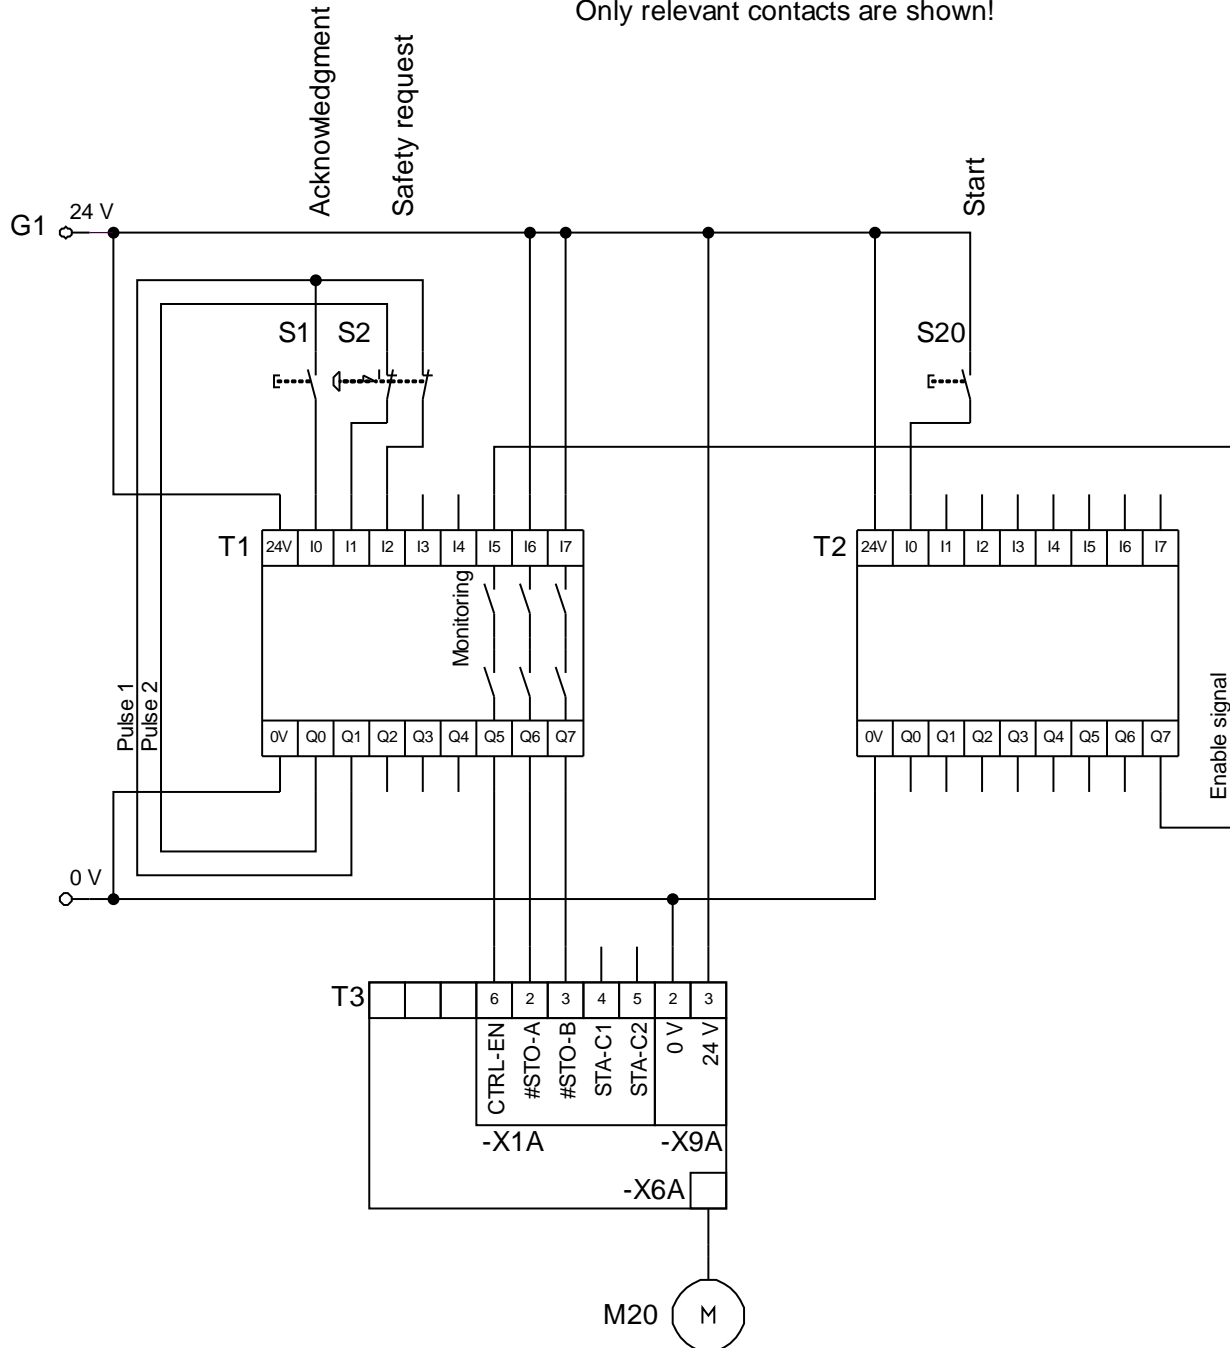 Only relevant contacts are shown!
Acknowledgment
Safety request
Start
G1
24 V
S1
S2
S20
T1
24V I0 I1 I2 I3 I4 I5 I6 I7
Monitoring
0V Q0 Q1 Q2 Q3 Q4 Q5 Q6 Q7
T2
24V I0 I1 I2 I3 I4 I5 I6 I7
0V Q0 Q1 Q2 Q3 Q4 Q5 Q6 Q7
Pulse 1
Pulse 2
Enable signal
0 V
T3
6 2 3 4 5 2 3
CTRL-EN
#STO-A
#STO-B
STA-C1
STA-C2
0 V
24 V
-X1A
-X9A
-X6A
M20
M